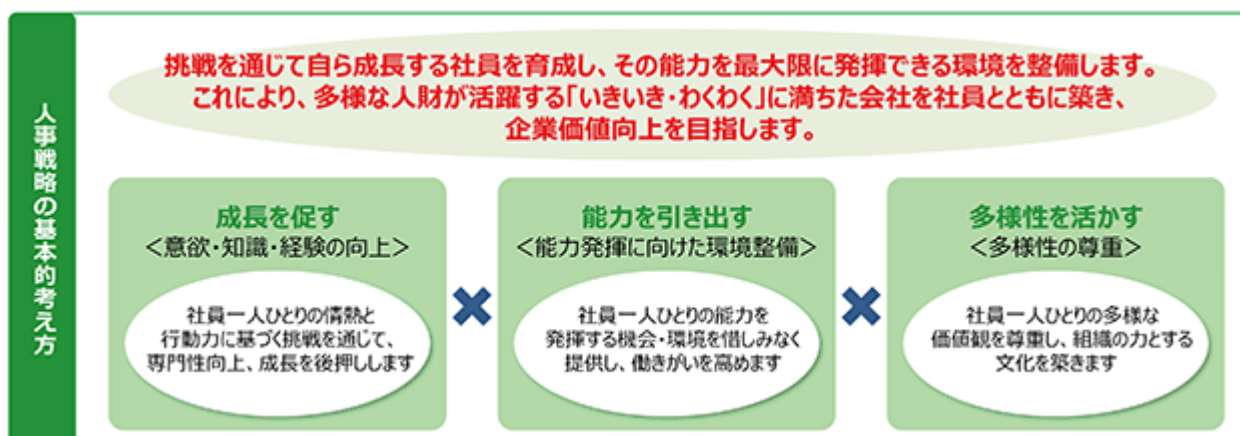 人事戦略の基本的考え方
挑戦を通じて自ら成長する社員を育成し、その能力を最大限に発揮できる環境を整備します。
これにより、多様な人財が活躍する「いきいき・わくわく」に満ちた会社を社員とともに築き、
企業価値向上を目指します。
成長を促す
＜意欲・知識・経験の向上＞
社員一人ひとりの情熱と
行動力に基づく挑戦を通じて、
専門性向上、成長を後押しします
能力を引き出す
＜能力発揮に向けた環境整備＞
社員一人ひとりの能力を
発揮する機会・環境を惜しみなく
提供し、働きがいを高めます
多様性を活かす
＜多様性の尊重＞
社員一人ひとりの多様な
価値観を尊重し、組織の力とする
文化を築きます